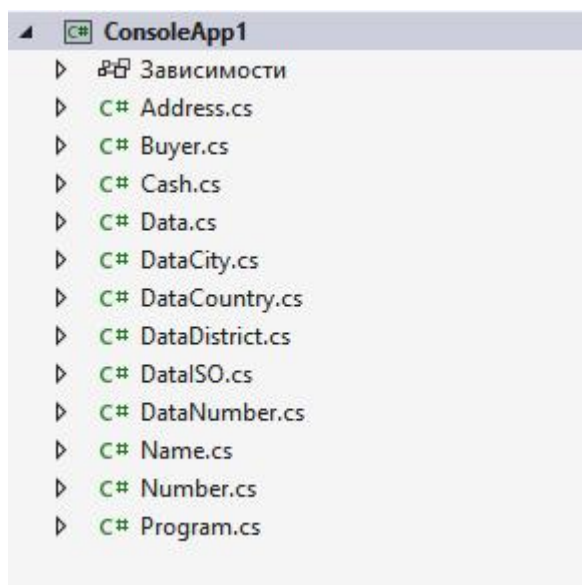 C# ConsoleApp1
Зависимости
C# Address.cs
C# Buyer.cs
C# Cash.cs
C# Data.cs
C# DataCity.cs
C# DataCountry.cs
C# DataDistrict.cs
C# DataISO.cs
C# DataNumber.cs
C# Name.cs
C# Number.cs
C# Program.cs